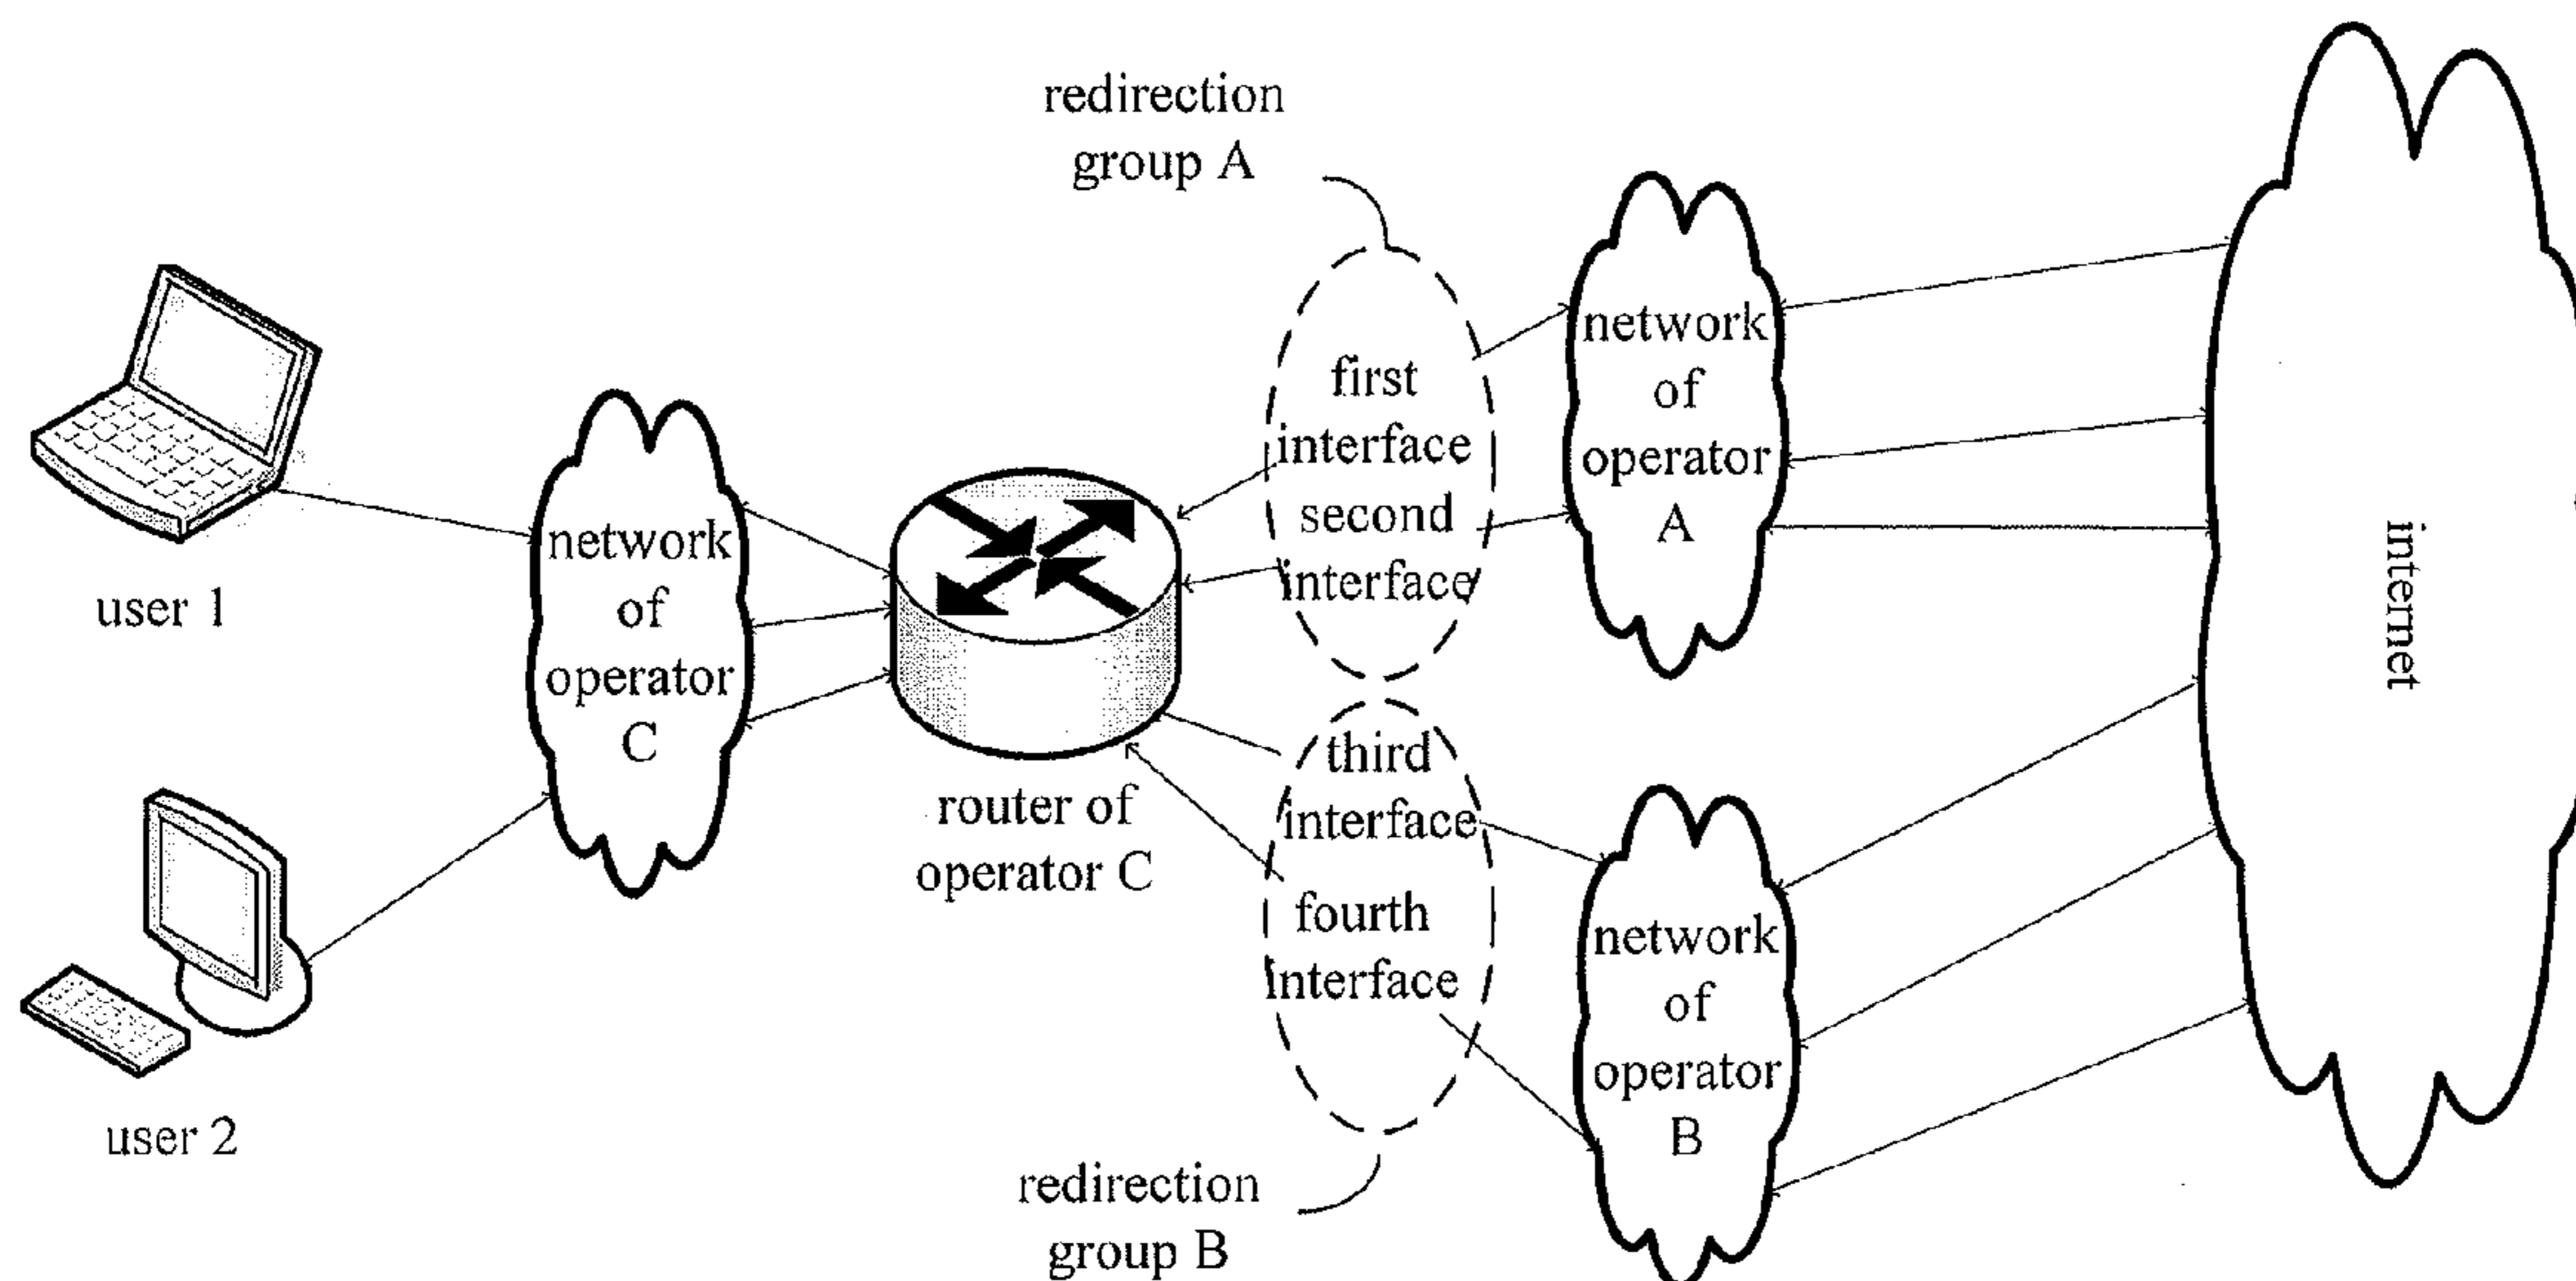 redirection
group A
user 1
user 2
network
of
operator
C
router of
operator C
first
interface
second
interface
third
interface
fourth
interface
redirection
group B
network
of
operator
A
network
of
operator
B
internet